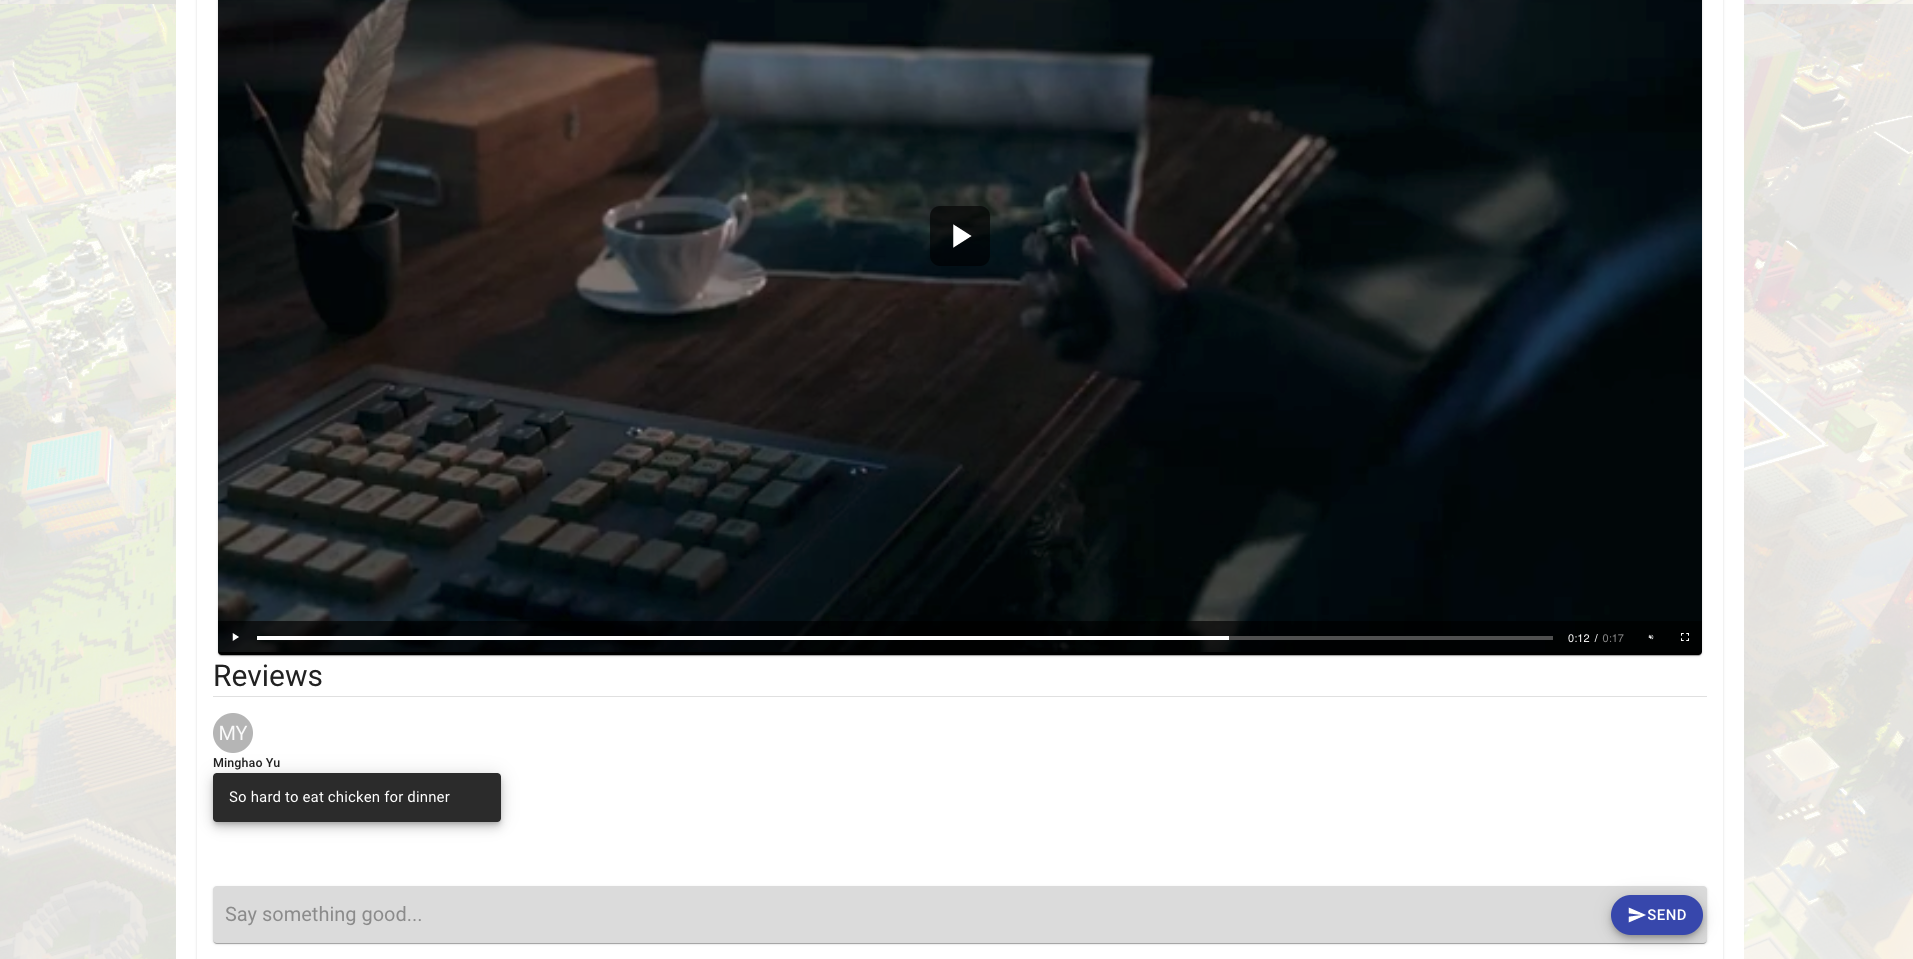 0:12 / 0:17
Reviews
MY
Minghao Yu
So hard to eat chicken for dinner
Say something good...
SEND